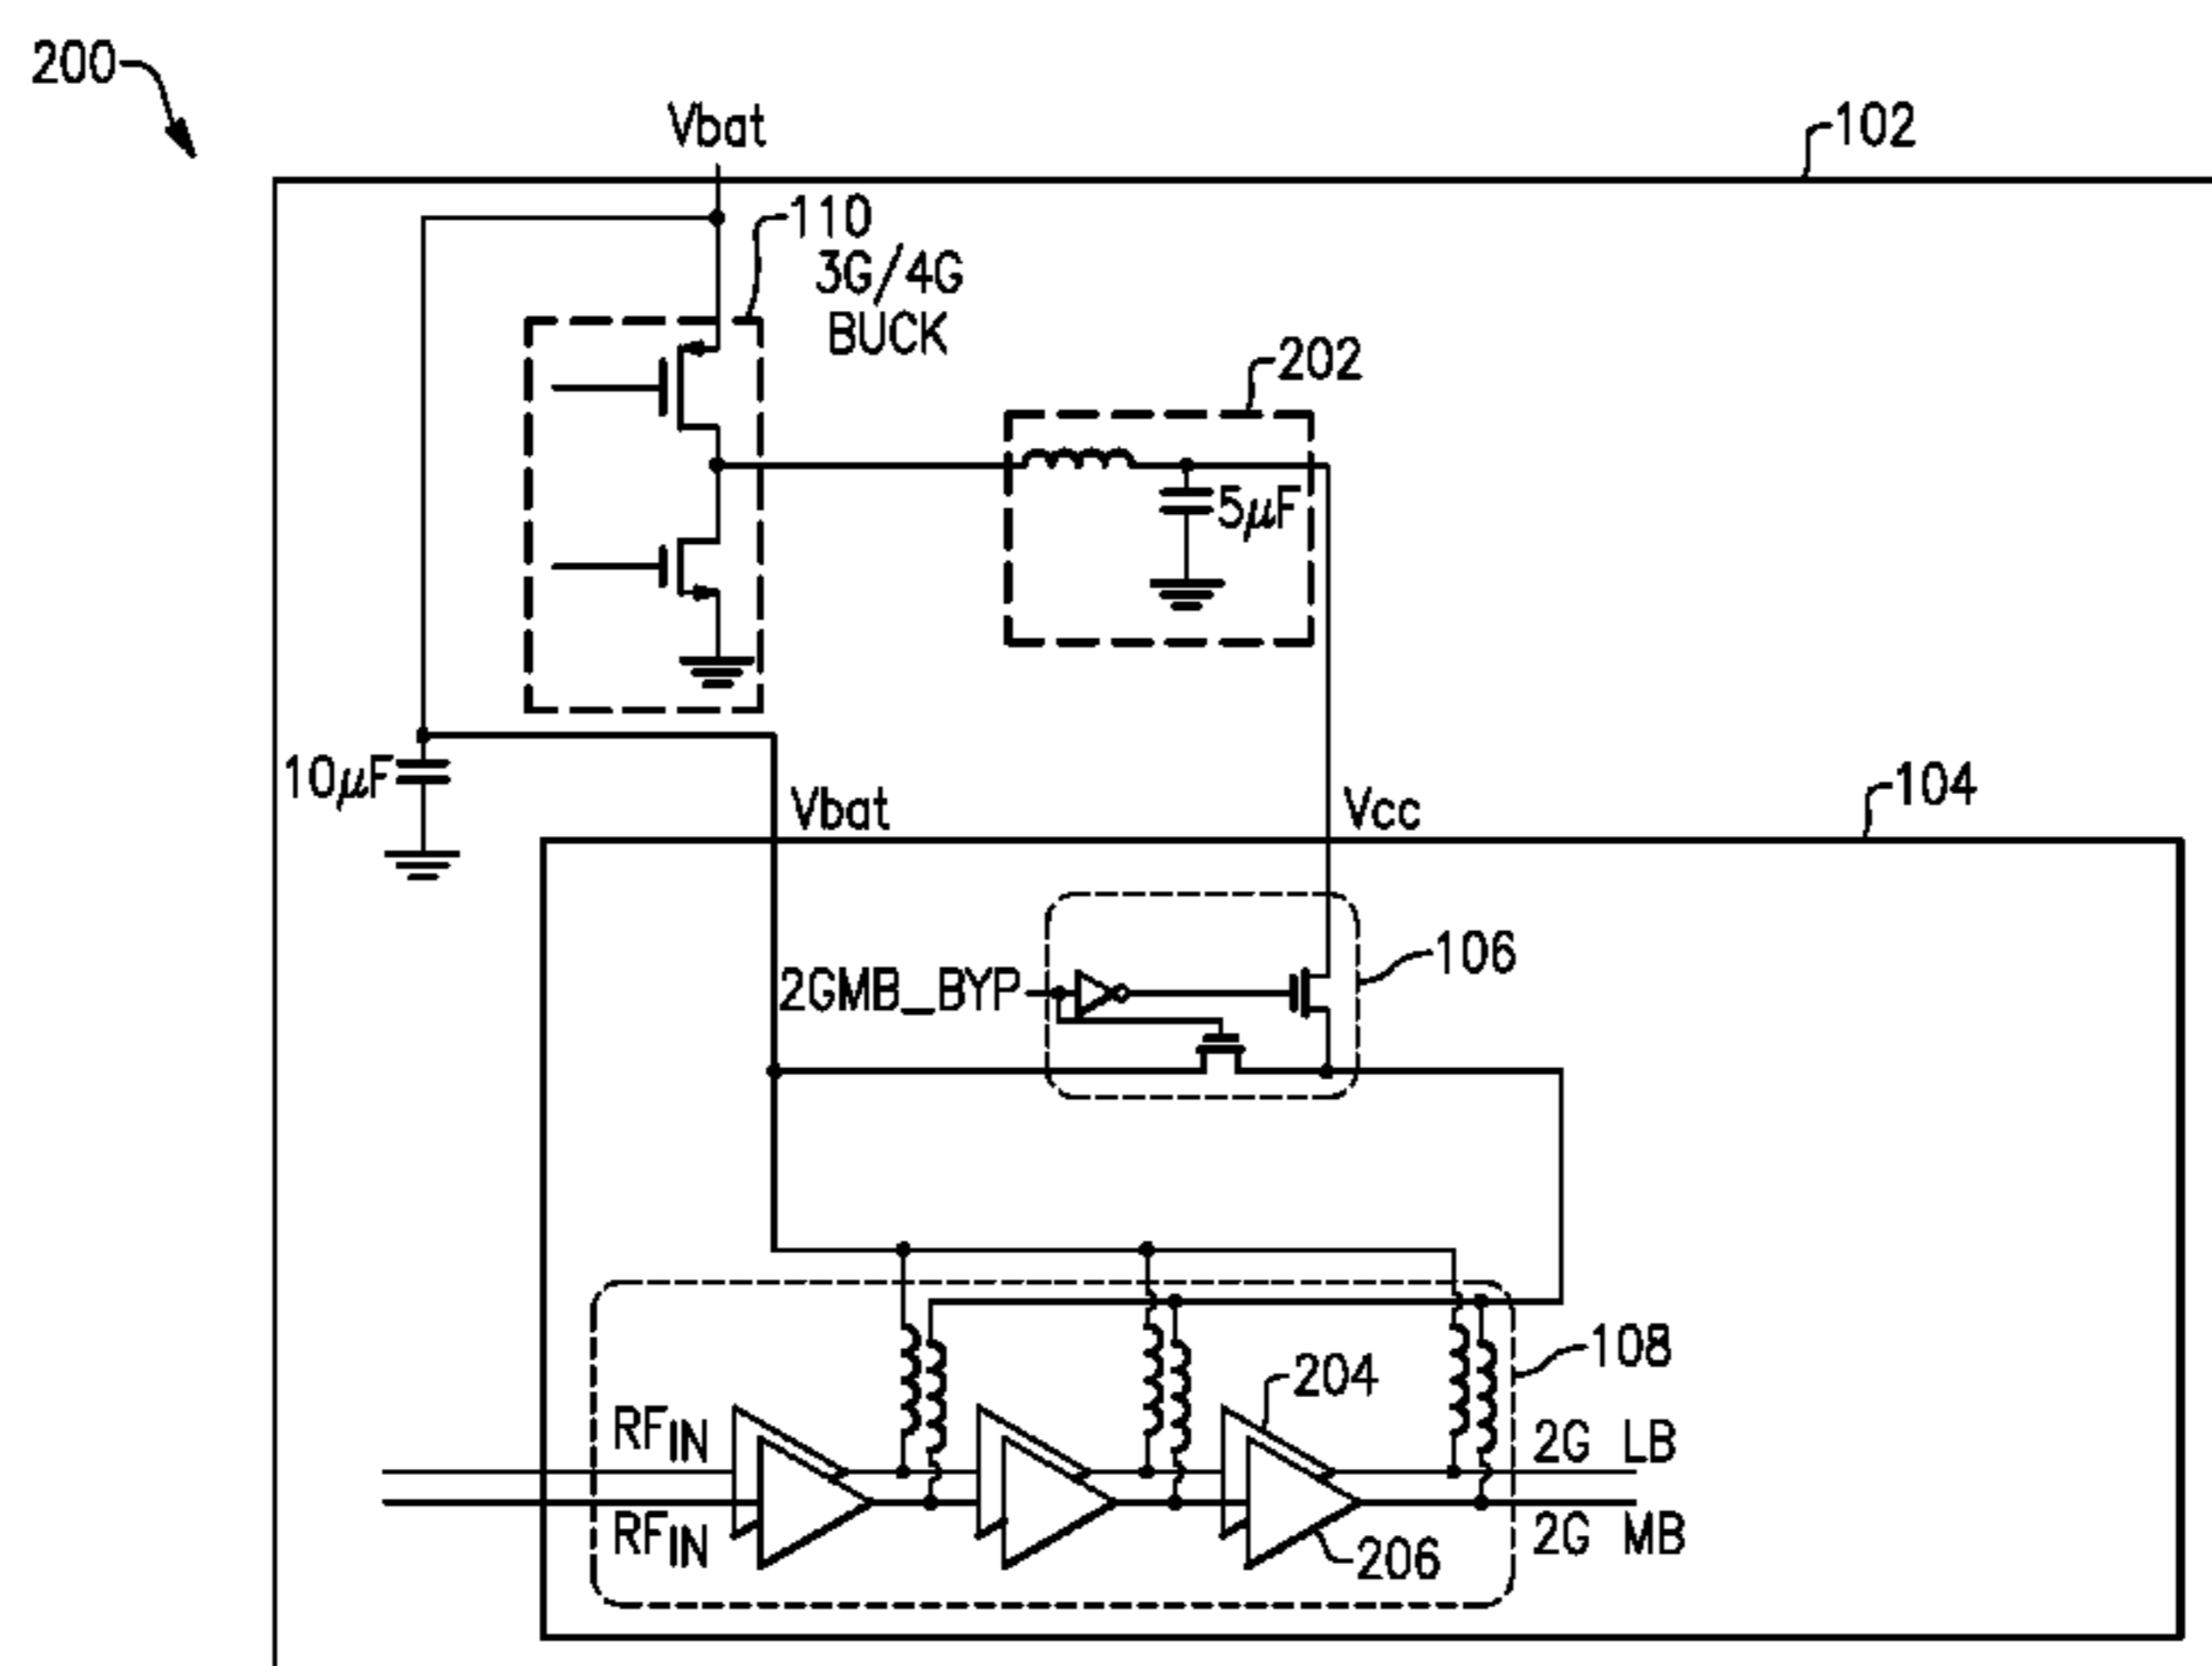 200
Vbat
102
110
3G/4G
BUCK
202
5μF
10μF
Vbat
Vcc
104
2GMB_BYP
106
108
204
RFIN
2G LB
RFIN
2G MB
206